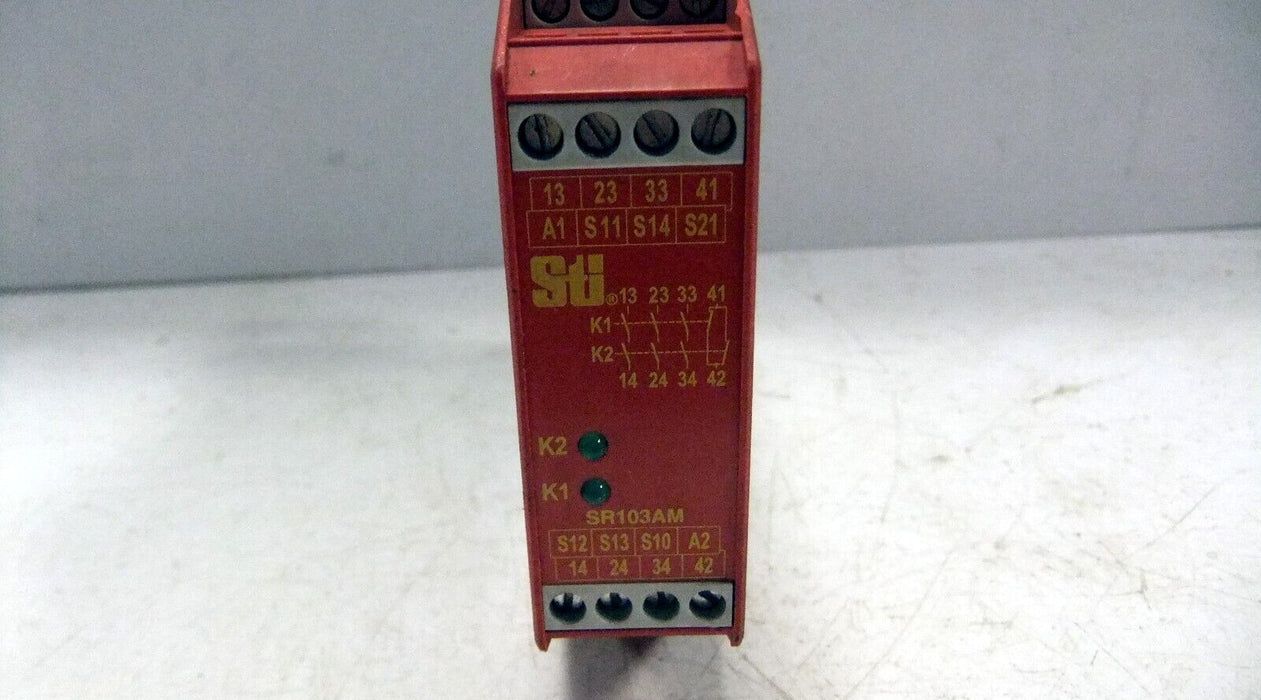 13 23 33 41
A1 S11 S14 S21
Sti®
13 23 33 41
K1
K2
14 24 34 42
K2
K1
SR103AM
S12 S13 S10 A2
14 24 34 42